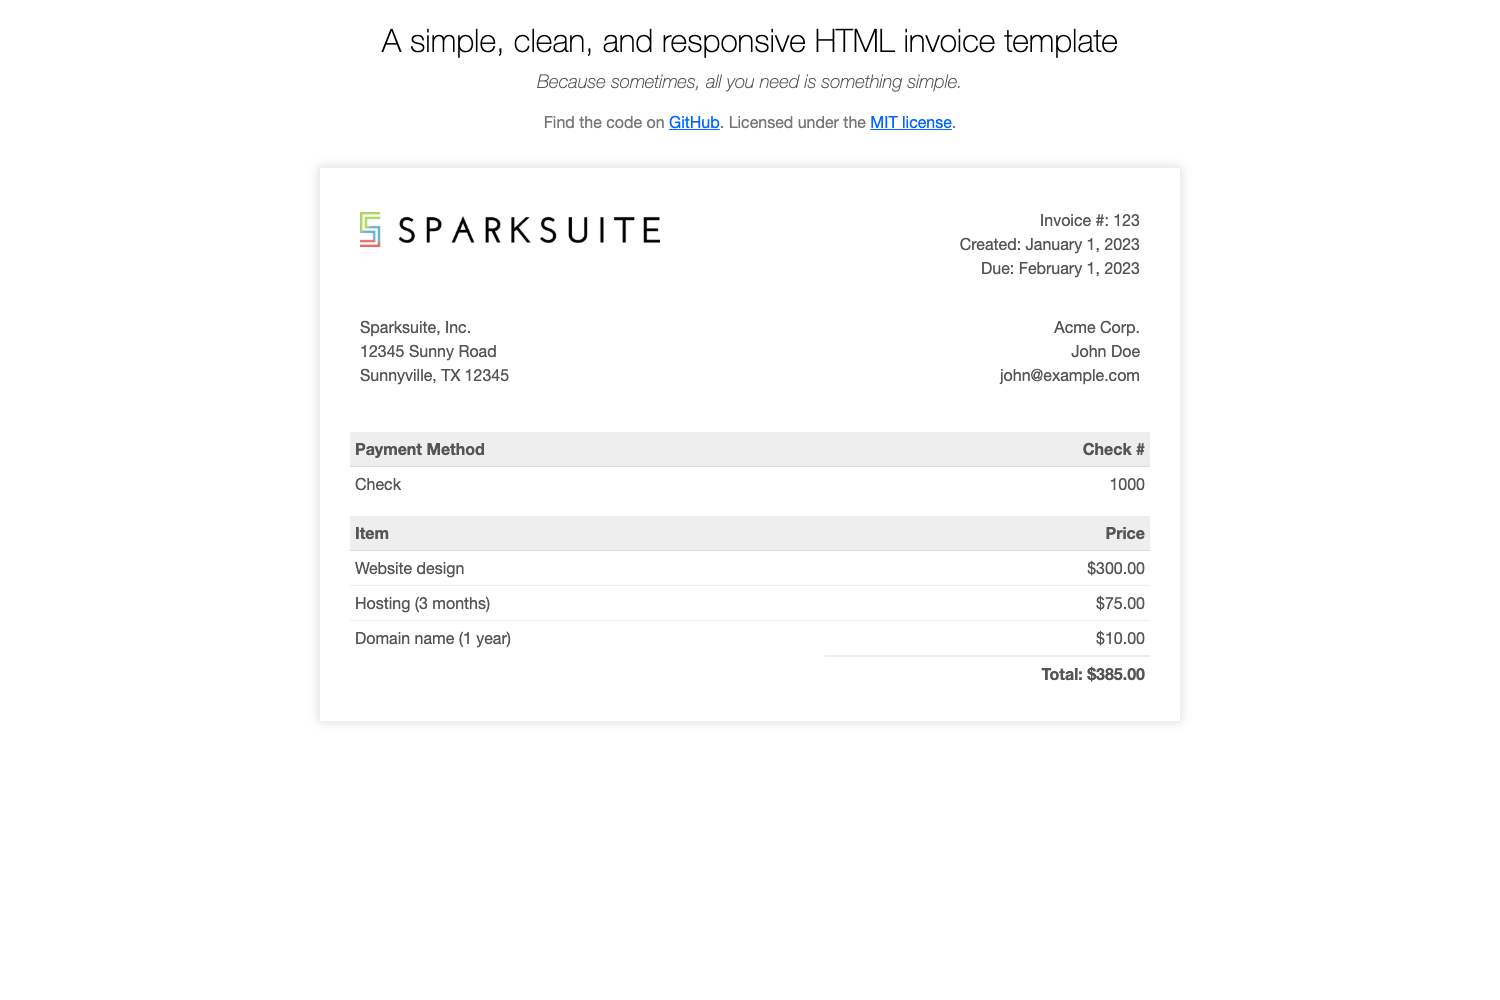 A simple, clean, and responsive HTML invoice template
Because sometimes, all you need is something simple.
Find the code on GitHub. Licensed under the MIT license.
SPARKSUITE
Invoice #: 123
Created: January 1, 2023
Due: February 1, 2023
Sparksuite, Inc.
12345 Sunny Road
Sunnyville, TX 12345
Acme Corp.
John Doe
john@example.com
Payment Method Check #
Check 1000
Item Price
Website design $300.00
Hosting (3 months) $75.00
Domain name (1 year) $10.00
Total: $385.00